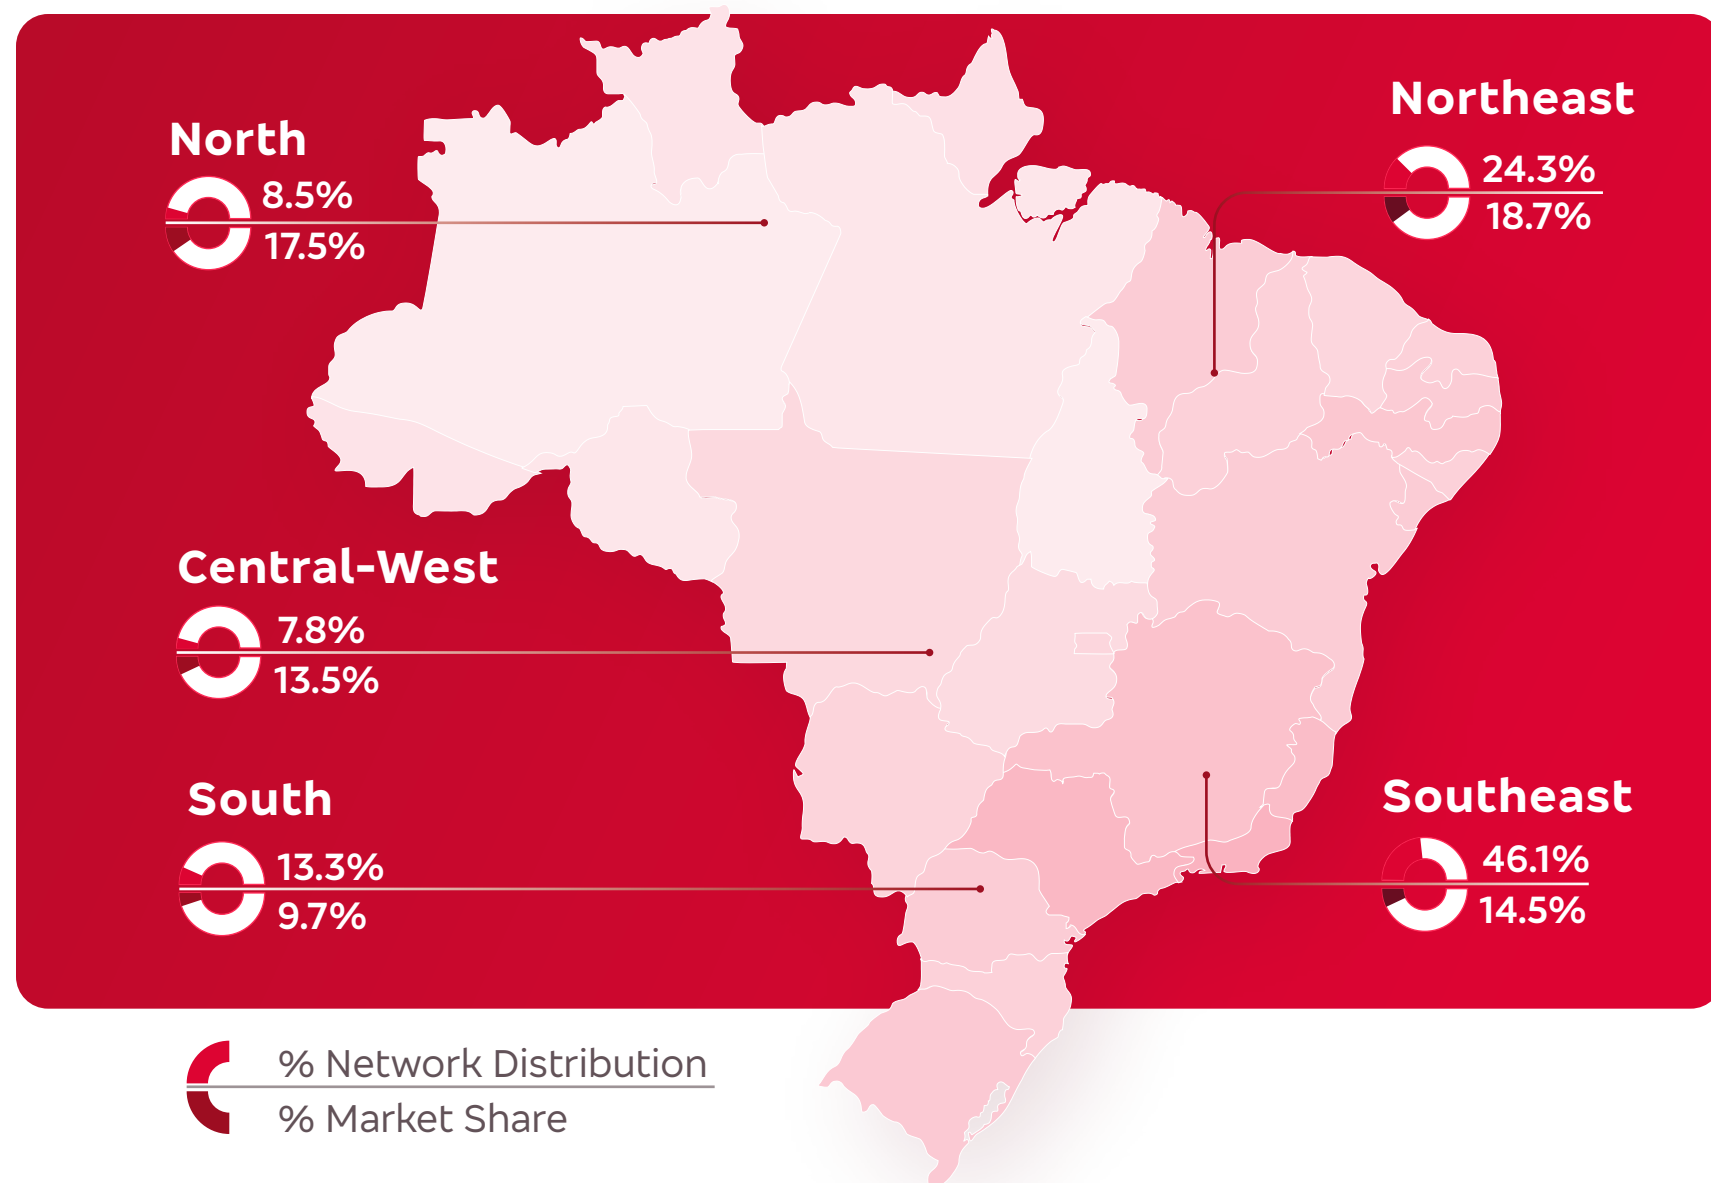 North
8.5%
17.5%
Northeast
24.3%
18.7%
Central-West
7.8%
13.5%
South
13.3%
9.7%
Southeast
46.1%
14.5%
% Network Distribution
% Market Share